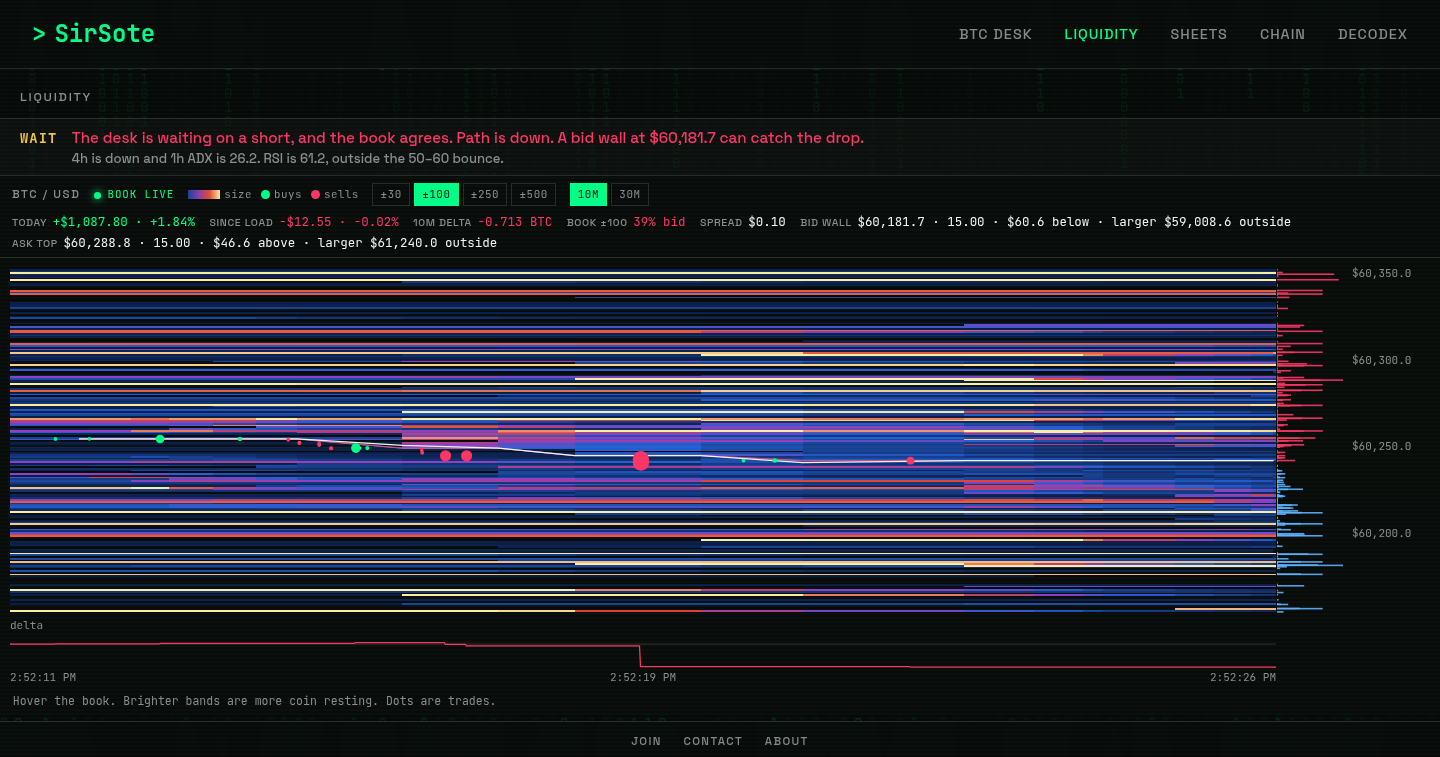 > SirSote
BTC DESK LIQUIDITY SHEETS CHAIN DECODEX
LIQUIDITY
WAIT The desk is waiting on a short, and the book agrees. Path is down. A bid wall at $60,181.7 can catch the drop.
4h is down and 1h ADX is 26.2. RSI is 61.2, outside the 50–60 bounce.
BTC / USD BOOK LIVE size buys sells ±30 ±100 ±250 ±500 10M 30M
TODAY +$1,087.80 · +1.84% SINCE LOAD -$12.55 · -0.02% 10M DELTA -0.713 BTC BOOK ±100 39% bid SPREAD $0.10 BID WALL $60,181.7 · 15.00 · $60.6 below · larger $59,008.6 outside
ASK TOP $60,288.8 · 15.00 · $46.6 above · larger $61,240.0 outside
$60,350.0
$60,300.0
$60,250.0
$60,200.0
delta
2:52:11 PM 2:52:19 PM 2:52:26 PM
Hover the book. Brighter bands are more coin resting. Dots are trades.
JOIN CONTACT ABOUT